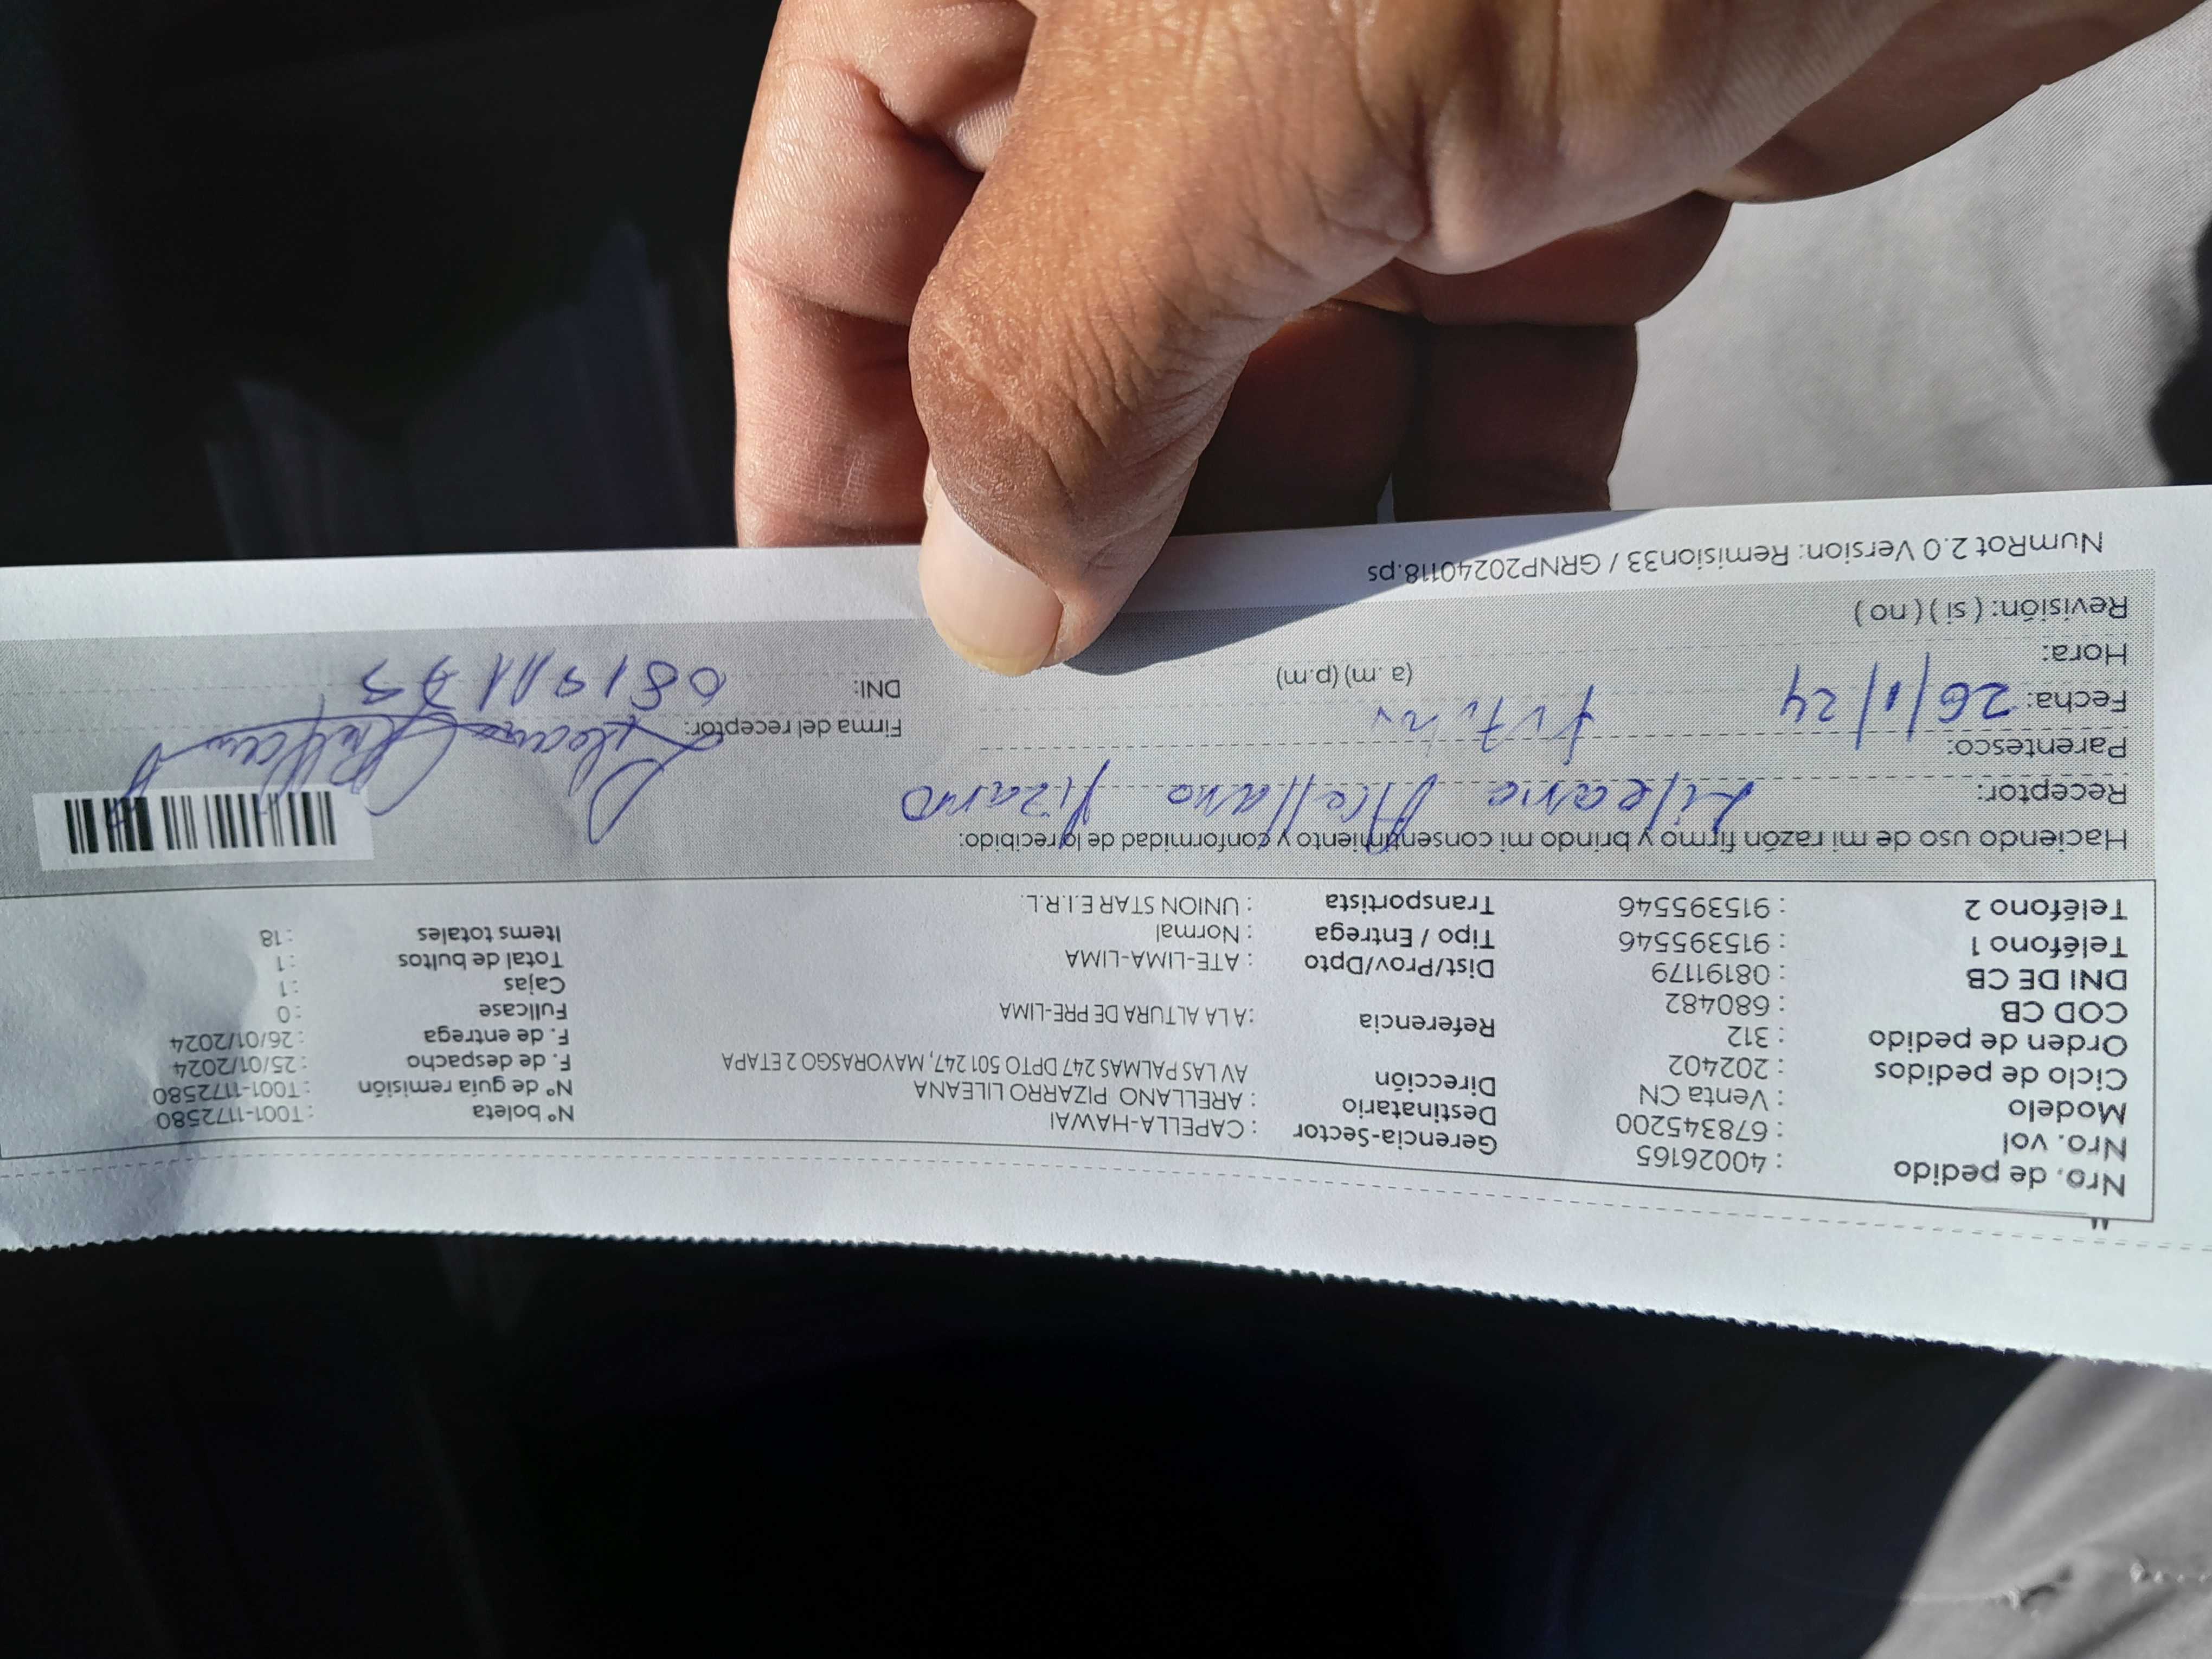 Nro. de pedido : 40026165
Nro. vol : 678345200
Modelo : Venta CN
Ciclo de pedidos : 202402
Orden de pedido : 312
COD CB : 680482
DNI DE CB : 08191179
Teléfono 1 : 915395546
Teléfono 2 : 915395546
Gerencia-Sector : CAPELLA-HAWAI
Destinatario : ARELLANO PIZARRO LILEANA
Dirección AV LAS PALMAS 247 DPTO 501 247, MAYORASGO 2 ETAPA
Referencia : A LA ALTURA DE PRE-LIMA
Dist/Prov/Dpto : ATE-LIMA-LIMA
Tipo / Entrega : Normal
Transportista : UNION STAR E.I.R.L.
Nº boleta : T001-1172580
Nº de guía remisión : T001-1172580
F. de despacho : 25/01/2024
F. de entrega : 26/01/2024
Fullcase : 0
Cajas : 1
Total de bultos : 1
Items totales : 18
Haciendo uso de mi razón firmo y brindo mi consentimiento y conformidad de lo recibido:
Receptor: Lileana Arellano Pizarro
Parentesco:
Fecha: 26/1/24
Hora: (a. m) (p.m)
Revisión: ( si ) ( no )
Firma del receptor:
DNI: 08191179
NumRot 2.0 Version: Remision33 / GRNP20240118.ps